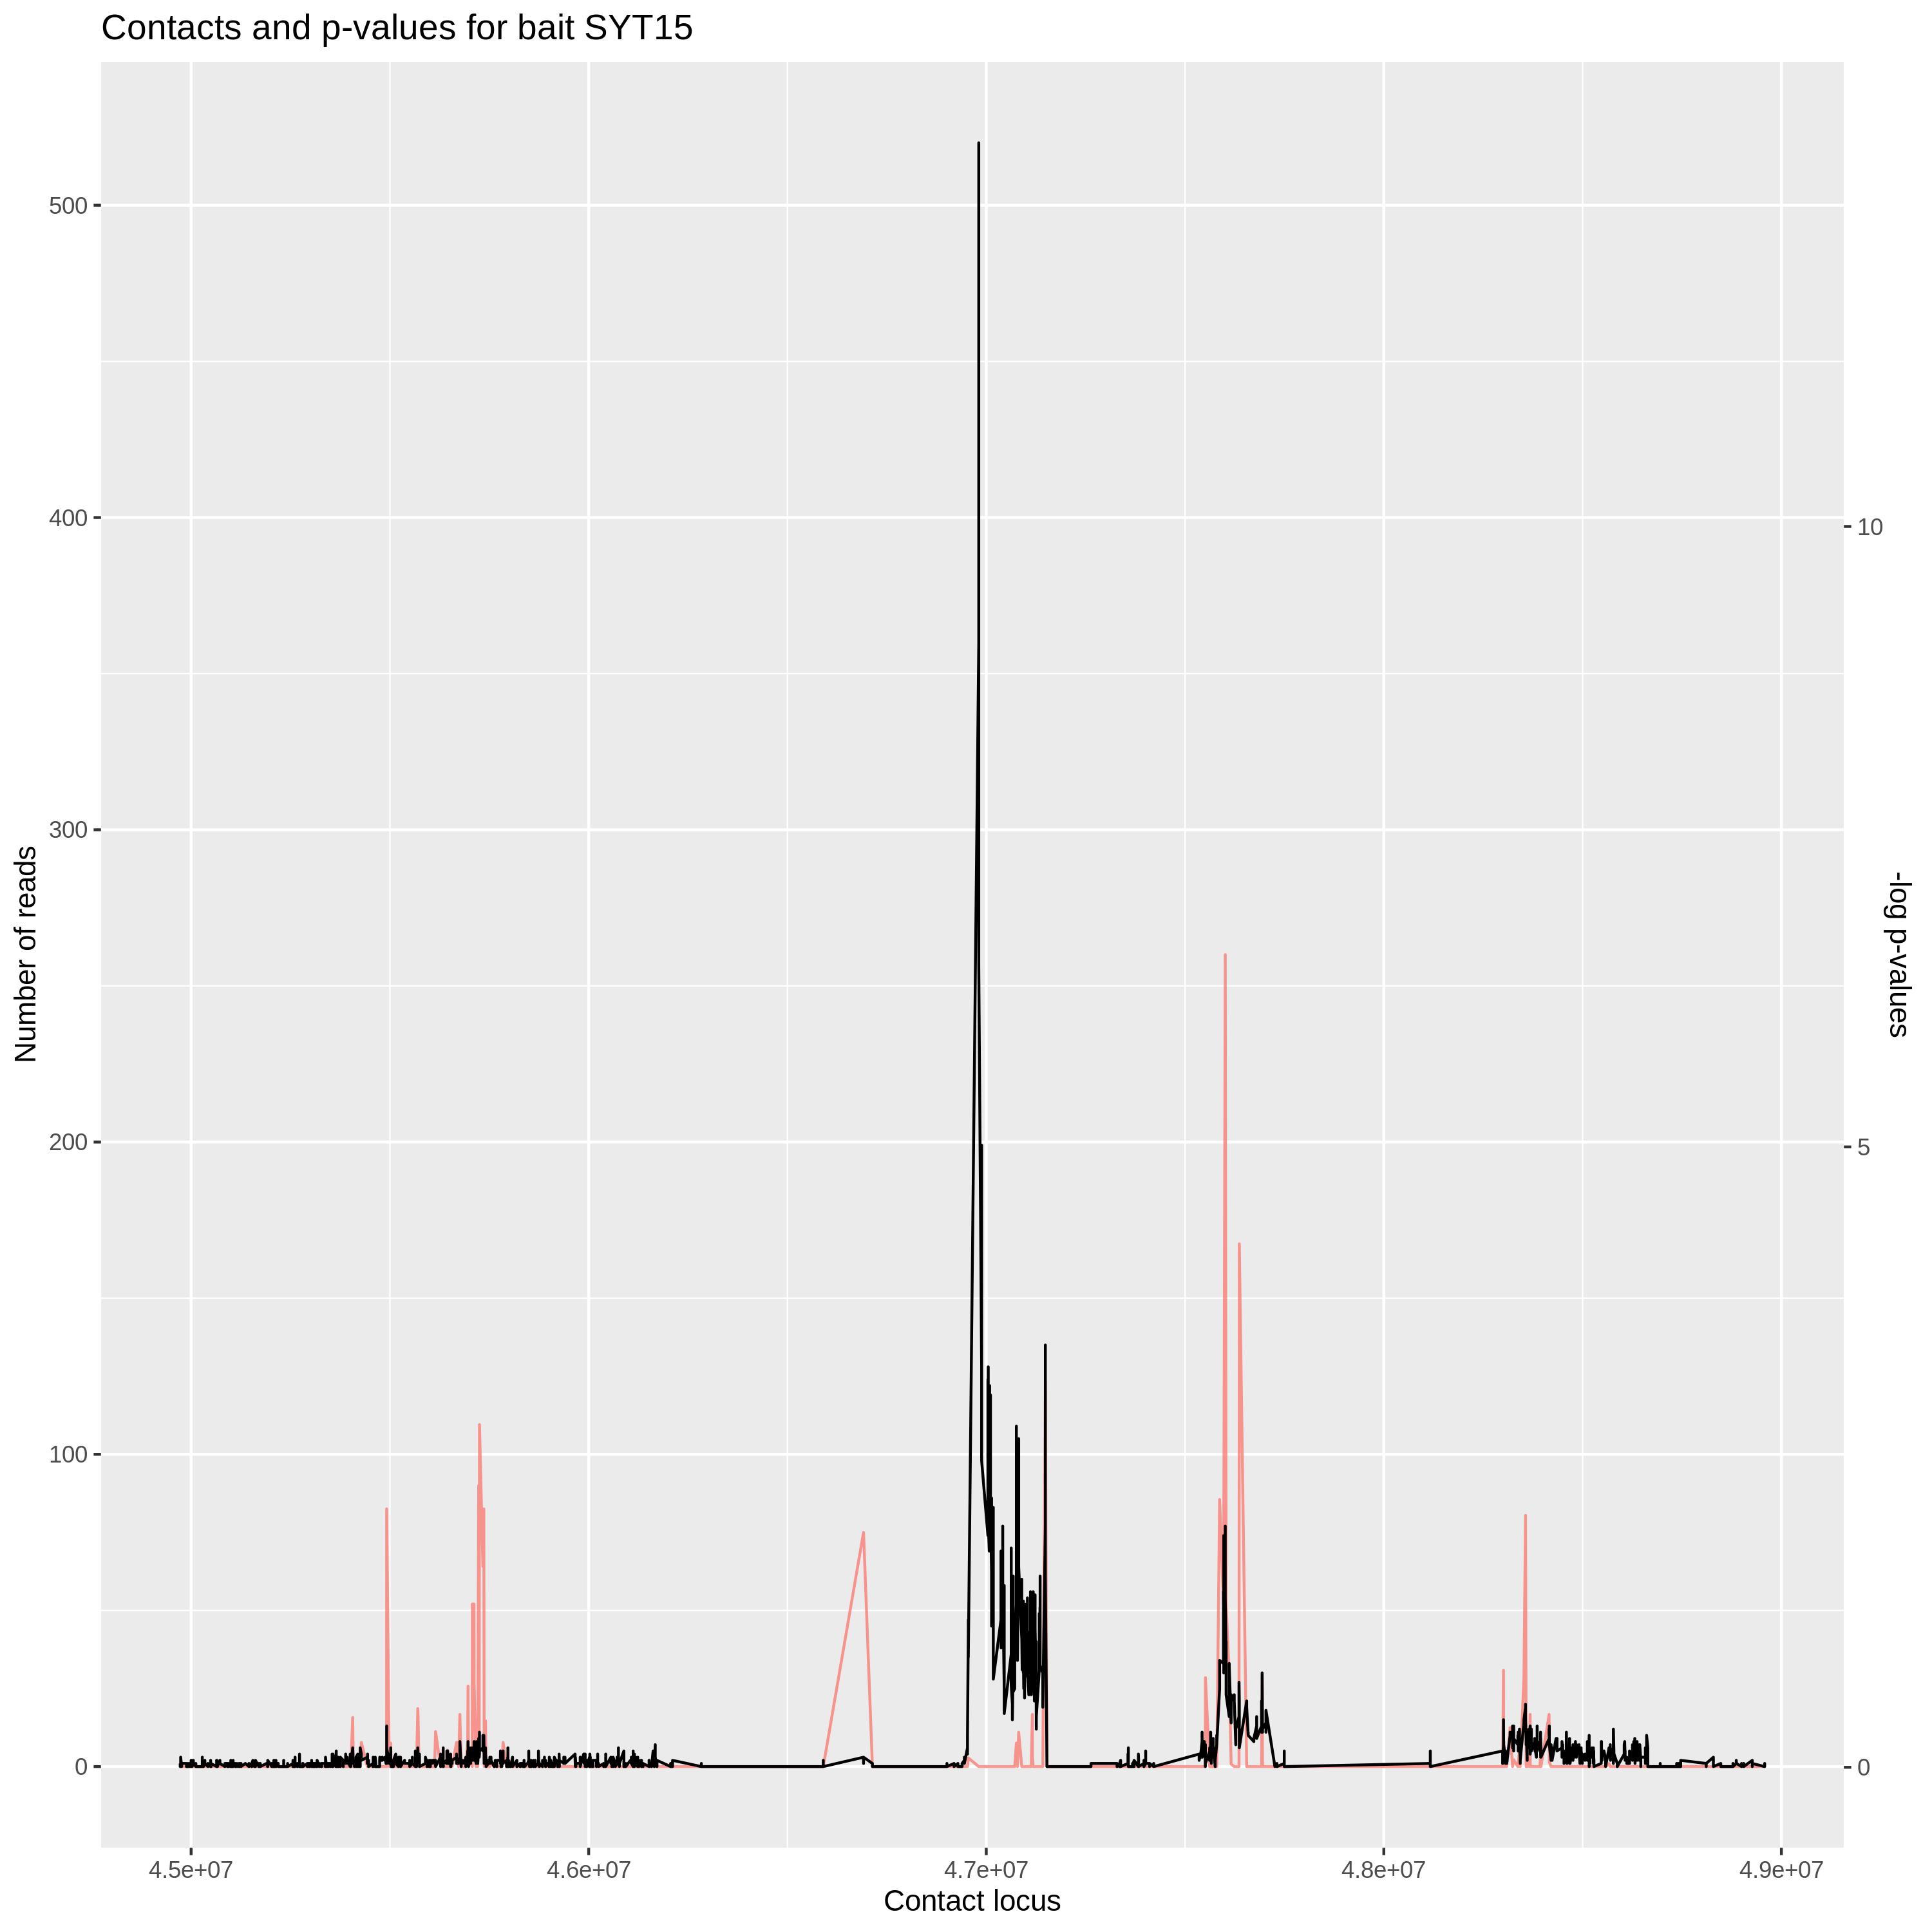 Contacts and p-values for bait SYT15
Number of reads
500
400
300
200
100
0
10
5
0
-log p-values
4.5e+07 4.6e+07 4.7e+07 4.8e+07 4.9e+07
Contact locus